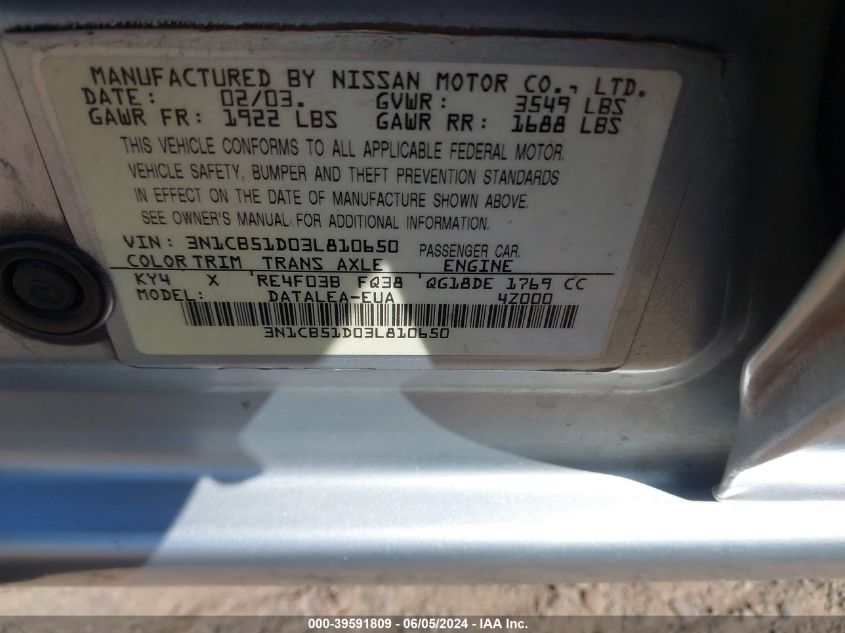 MANUFACTURED BY NISSAN MOTOR CO., LTD.
DATE: 02/03. GVWR: 3549 LBS
GAWR FR: 1922 LBS GAWR RR: 1688 LBS
THIS VEHICLE CONFORMS TO ALL APPLICABLE FEDERAL MOTOR.
VEHICLE SAFETY, BUMPER AND THEFT PREVENTION STANDARDS
IN EFFECT ON THE DATE OF MANUFACTURE SHOWN ABOVE.
SEE OWNER'S MANUAL FOR ADDITIONAL INFORMATION.
VIN: 3N1CB51D03L810650 PASSENGER CAR.
COLOR TRIM TRANS AXLE ENGINE
KY4 X RE4F03B FQ38 QG18DE 1769 CC
MODEL: DATALEA-EUA 4Z000
3N1CB51D03L810650
000-39591809 - 06/05/2024 - IAA Inc.